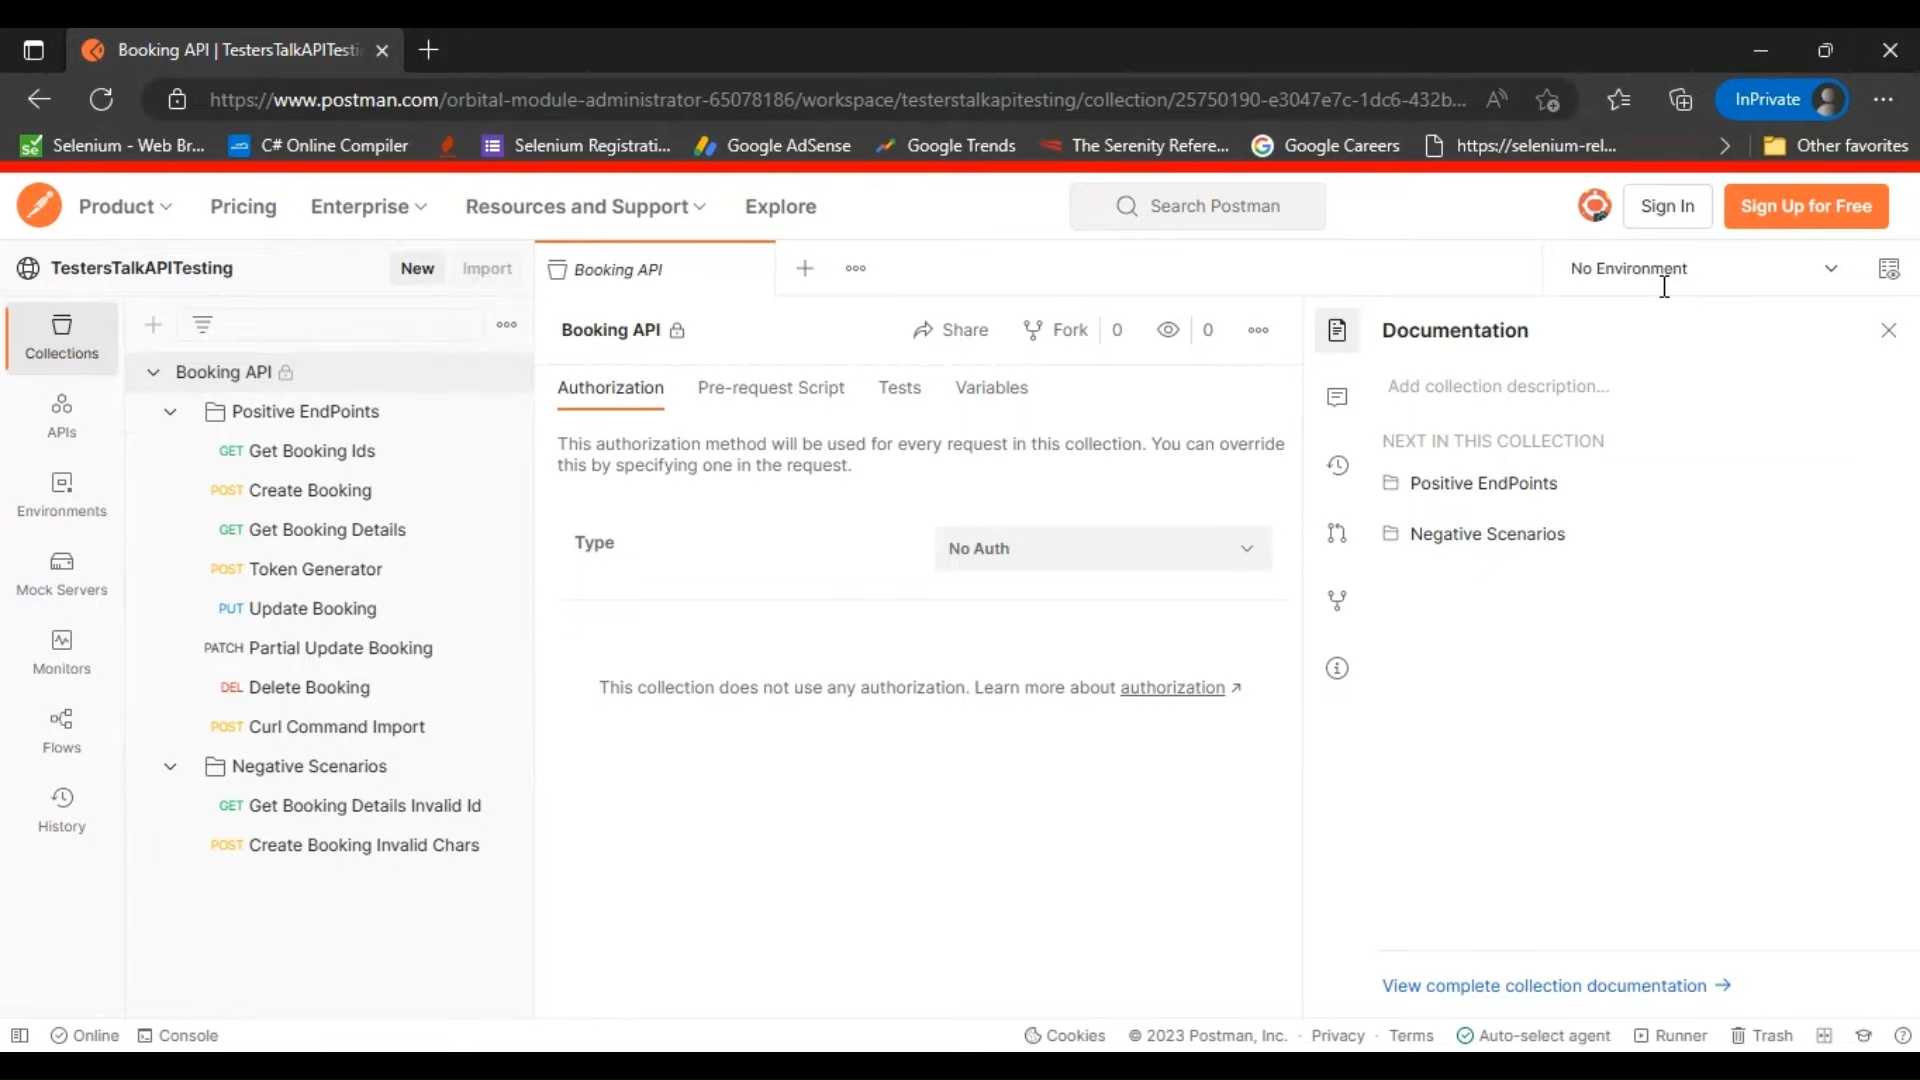 Booking API | TestersTalkAPITesti
https://www.postman.com/orbital-module-administrator-65078186/workspace/testerstalkapitesting/collection/25750190-e3047e7c-1dc6-432b...
InPrivate
Selenium - Web Br...
C# Online Compiler
Selenium Registrati...
Google AdSense
Google Trends
The Serenity Refere...
Google Careers
https://selenium-rel...
Other favorites
Product
Pricing
Enterprise
Resources and Support
Explore
Search Postman
Sign In
Sign Up for Free
TestersTalkAPITesting
New
Import
Booking API
No Environment
Collections
APIs
Environments
Mock Servers
Monitors
Flows
History
Booking API
Positive EndPoints
GET Get Booking Ids
POST Create Booking
GET Get Booking Details
POST Token Generator
PUT Update Booking
PATCH Partial Update Booking
DEL Delete Booking
POST Curl Command Import
Negative Scenarios
GET Get Booking Details Invalid Id
POST Create Booking Invalid Chars
Booking API
Share
Fork
0
0
Authorization
Pre-request Script
Tests
Variables
This authorization method will be used for every request in this collection. You can override
this by specifying one in the request.
Type
No Auth
This collection does not use any authorization. Learn more about authorization ↗
Documentation
Add collection description...
NEXT IN THIS COLLECTION
Positive EndPoints
Negative Scenarios
View complete collection documentation →
Online
Console
Cookies
© 2023 Postman, Inc.
·
Privacy
·
Terms
Auto-select agent
Runner
Trash